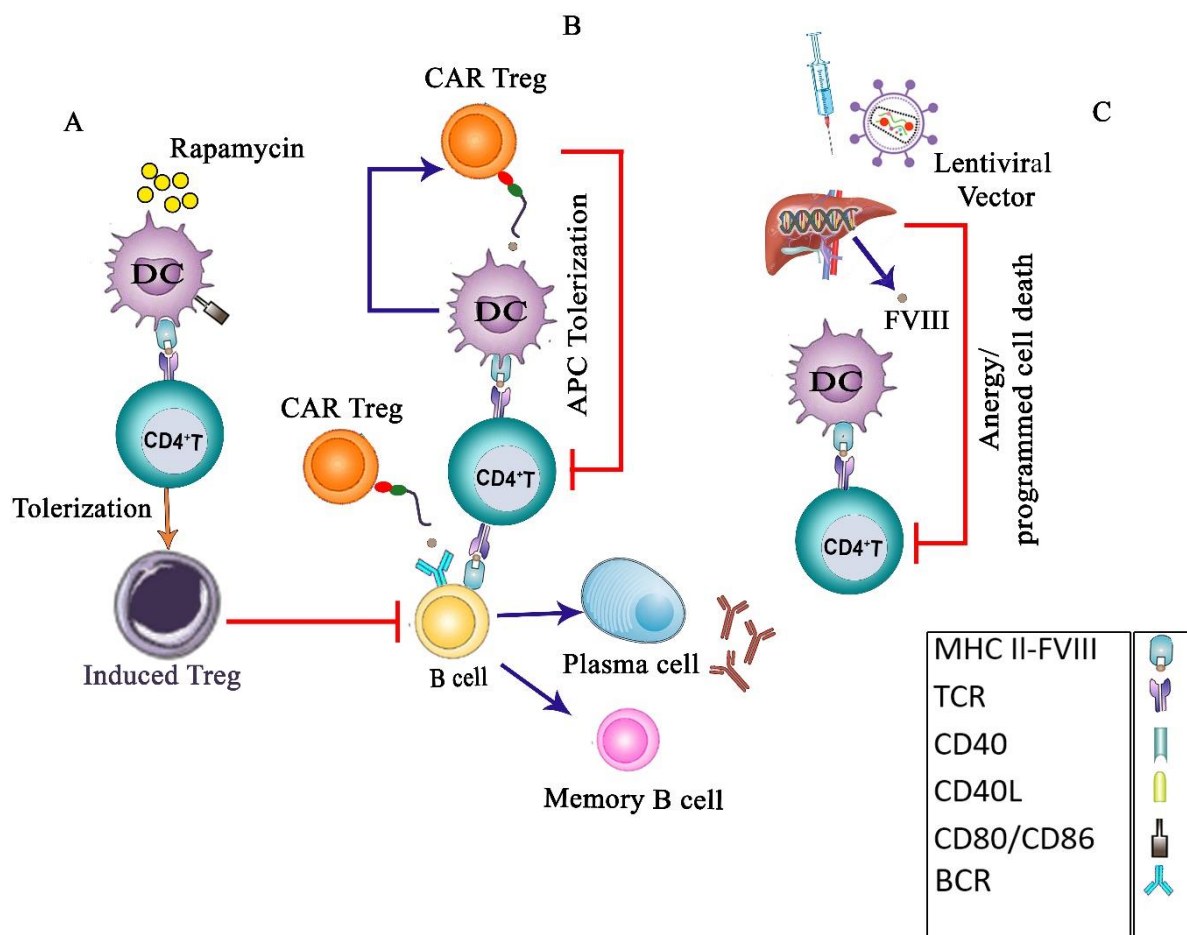 A
Rapamycin
DC
CD4⁺T
Tolerization
Induced Treg
B
CAR Treg
DC
APC Tolerization
CAR Treg
CD4⁺T
B cell
Plasma cell
Memory B cell
C
Lentiviral
Vector
FVIII
DC
Anergy/
programmed cell death
CD4⁺T
MHC II-FVIII
TCR
CD40
CD40L
CD80/CD86
BCR